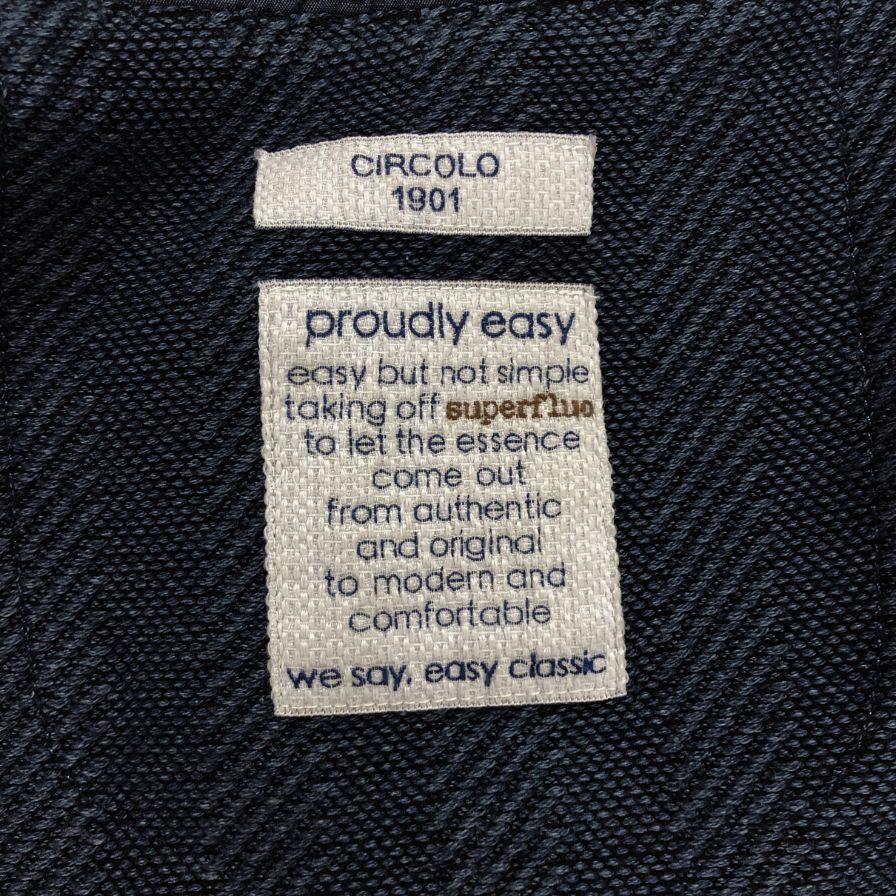 CIRCOLO
1901
proudly easy
easy but not simple
taking off superfluo
to let the essence
come out
from authentic
and original
to modern and
comfortable
we say, easy classic